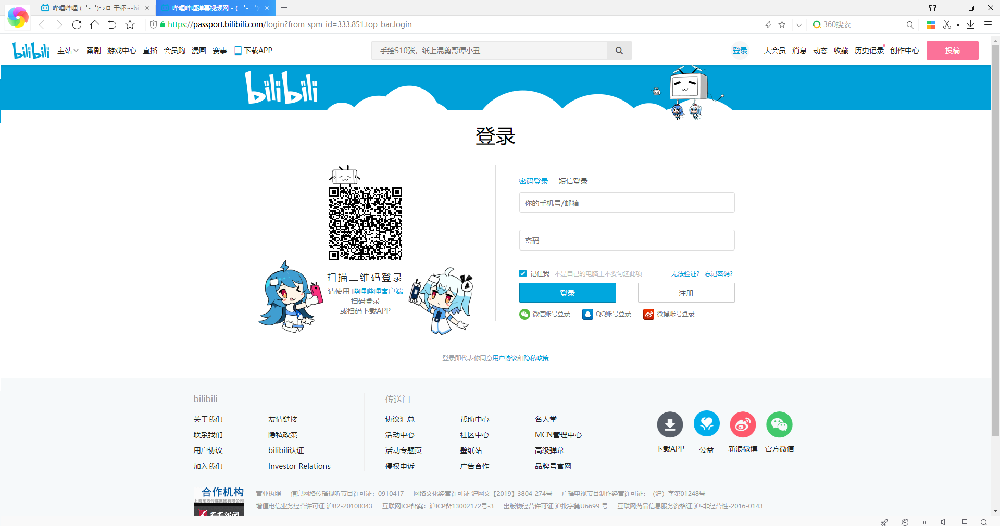 哔哩哔哩 (゜-゜)つロ 干杯~-bi
哔哩哔哩弹幕视频网 - (゜-゜)
https://passport.bilibili.com/login?from_spm_id=333.851.top_bar.login
360搜索
bilibili 主站 番剧 游戏中心 直播 会员购 漫画 赛事 下载APP
手绘510张，纸上混剪哥谭小丑
登录 大会员 消息 动态 收藏 历史记录 创作中心 投稿
bilibili
登录
扫描二维码登录
请使用 哔哩哔哩客户端
扫码登录
或扫码下载APP
密码登录 短信登录
你的手机号/邮箱
密码
记住我 不是自己的电脑上不要勾选此项 无法验证? 忘记密码?
登录 注册
微信账号登录 QQ账号登录 微博账号登录
登录即代表你同意用户协议和隐私政策
bilibili
关于我们 友情链接
联系我们 隐私政策
用户协议 bilibili认证
加入我们 Investor Relations
传送门
协议汇总 帮助中心 名人堂
活动中心 社区中心 MCN管理中心
活动专题页 壁纸站 高级弹幕
侵权申诉 广告合作 品牌号官网
下载APP 公益 新浪微博 官方微信
合作机构
上海东方传媒集团有限公司
看看新闻
营业执照 信息网络传播视听节目许可证：0910417 网络文化经营许可证 沪网文【2019】3804-274号 广播电视节目制作经营许可证：（沪）字第01248号
增值电信业务经营许可证 沪B2-20100043 互联网ICP备案：沪ICP备13002172号-3 出版物经营许可证 沪批字第U6699 号 互联网药品信息服务资格证 沪-非经营性-2016-0143